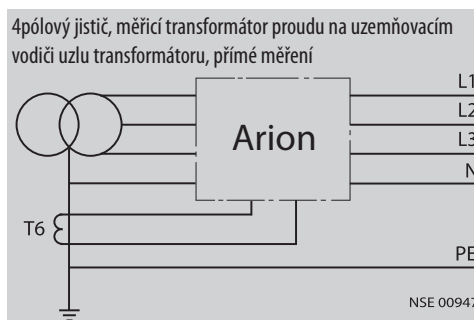 4pólový jistič, měřicí transformátor proudu na uzemňovacím
vodiči uzlu transformátoru, přímé měření
L1
L2
L3
Arion
N
T6
PE
NSE 00947